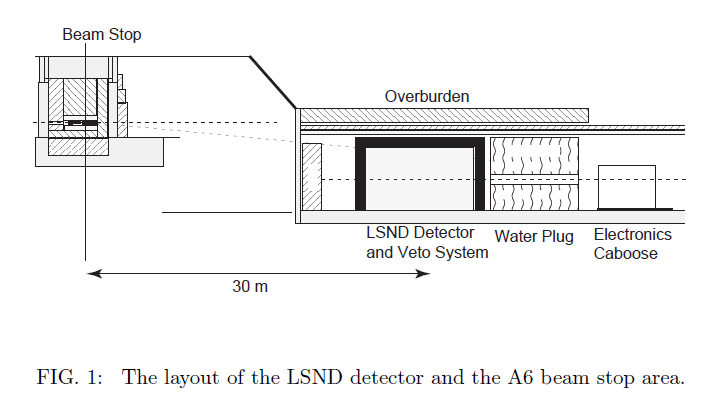 Beam Stop
Overburden
LSND Detector
and Veto System
Water Plug
Electronics
Caboose
30 m
FIG. 1: The layout of the LSND detector and the A6 beam stop area.